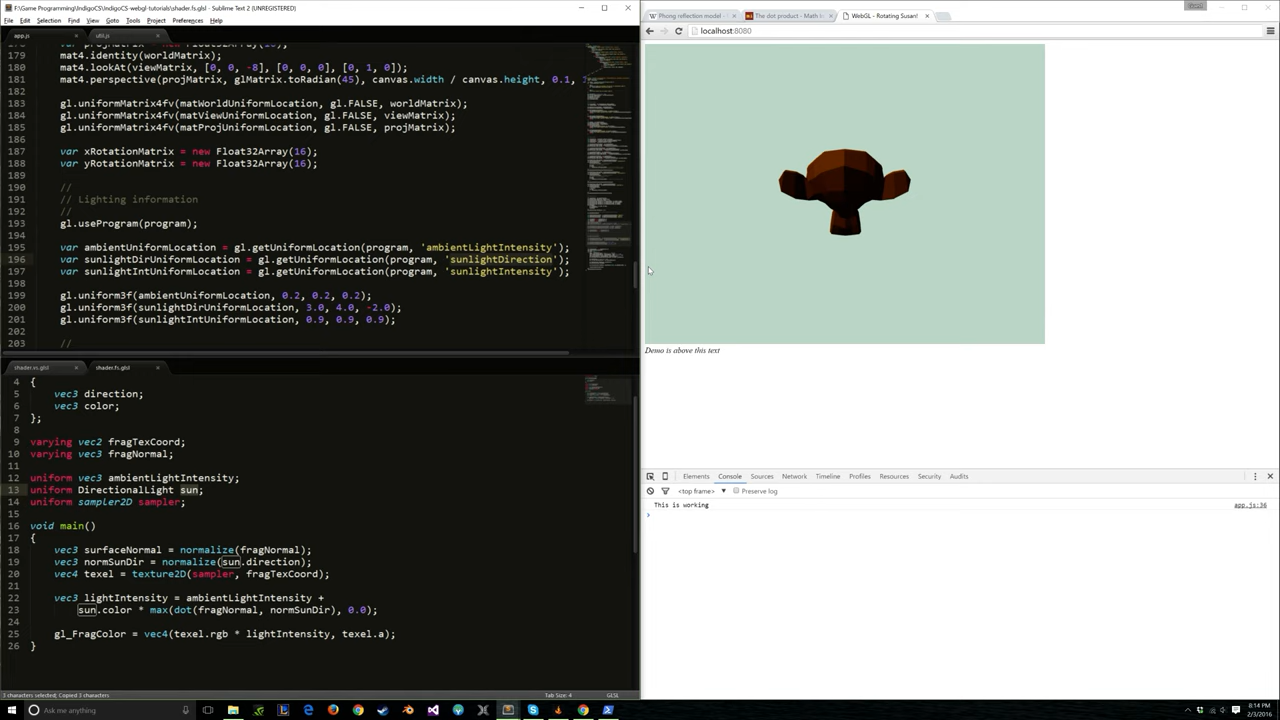 F:\Game Programming\IndigoCS\IndigoCS-webgl-tutorials\shader.fs.glsl - Sublime Text 2 (UNREGISTERED)
File Edit Selection Find View Goto Tools Project Preferences Help
app.js util.js
179 mat4.identity(worldMatrix);
180 mat4.lookAt(viewMatrix, [0, 0, -8], [0, 0, 0], [0, 1, 0]);
181 mat4.perspective(projMatrix, glMatrix.toRadian(45), canvas.width / canvas.height, 0.1,
182
183 gl.uniformMatrix4fv(matWorldUniformLocation, gl.FALSE, worldMatrix);
184 gl.uniformMatrix4fv(matViewUniformLocation, gl.FALSE, viewMatrix);
185 gl.uniformMatrix4fv(matProjUniformLocation, gl.FALSE, projMatrix);
186
187 var xRotationMatrix = new Float32Array(16);
188 var yRotationMatrix = new Float32Array(16);
189
190 //
191 // Lighting information
192 //
193 gl.useProgram(program);
194
195 var ambientUniformLocation = gl.getUniformLocation(program, 'ambientLightIntensity');
196 var sunlightDirUniformLocation = gl.getUniformLocation(program, 'sunlightDirection');
197 var sunlightIntUniformLocation = gl.getUniformLocation(program, 'sunlightIntensity');
198
199 gl.uniform3f(ambientUniformLocation, 0.2, 0.2, 0.2);
200 gl.uniform3f(sunlightDirUniformLocation, 3.0, 4.0, -2.0);
201 gl.uniform3f(sunlightIntUniformLocation, 0.9, 0.9, 0.9);
202
203 //
shader.vs.glsl shader.fs.glsl
4 {
5 vec3 direction;
6 vec3 color;
7 };
8
9 varying vec2 fragTexCoord;
10 varying vec3 fragNormal;
11
12 uniform vec3 ambientLightIntensity;
13 uniform DirectionalLight sun;
14 uniform sampler2D sampler;
15
16 void main()
17 {
18 vec3 surfaceNormal = normalize(fragNormal);
19 vec3 normSunDir = normalize(sun.direction);
20 vec4 texel = texture2D(sampler, fragTexCoord);
21
22 vec3 lightIntensity = ambientLightIntensity +
23 sun.color * max(dot(fragNormal, normSunDir), 0.0);
24
25 gl_FragColor = vec4(texel.rgb * lightIntensity, texel.a);
26 }
3 characters selected; Copied 3 characters Tab Size: 4 GLSL
Phong reflection model - The dot product - Math In WebGL - Rotating Susan!
localhost:8080
Demo is above this text
Elements Console Sources Network Timeline Profiles Resources Security Audits
<top frame> Preserve log
This is working app.js:36
Ask me anything
8:14 PM
2/3/2016